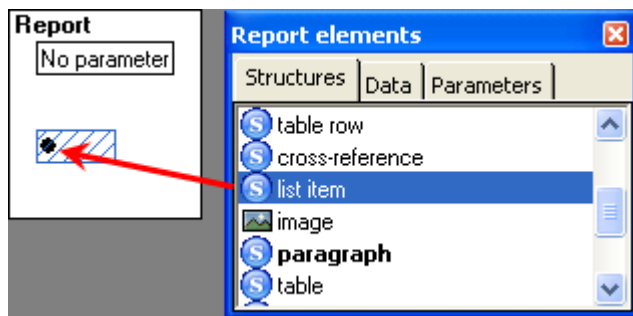 Report
No parameter
Report elements
Structures Data Parameters
table row
cross-reference
list item
image
paragraph
table